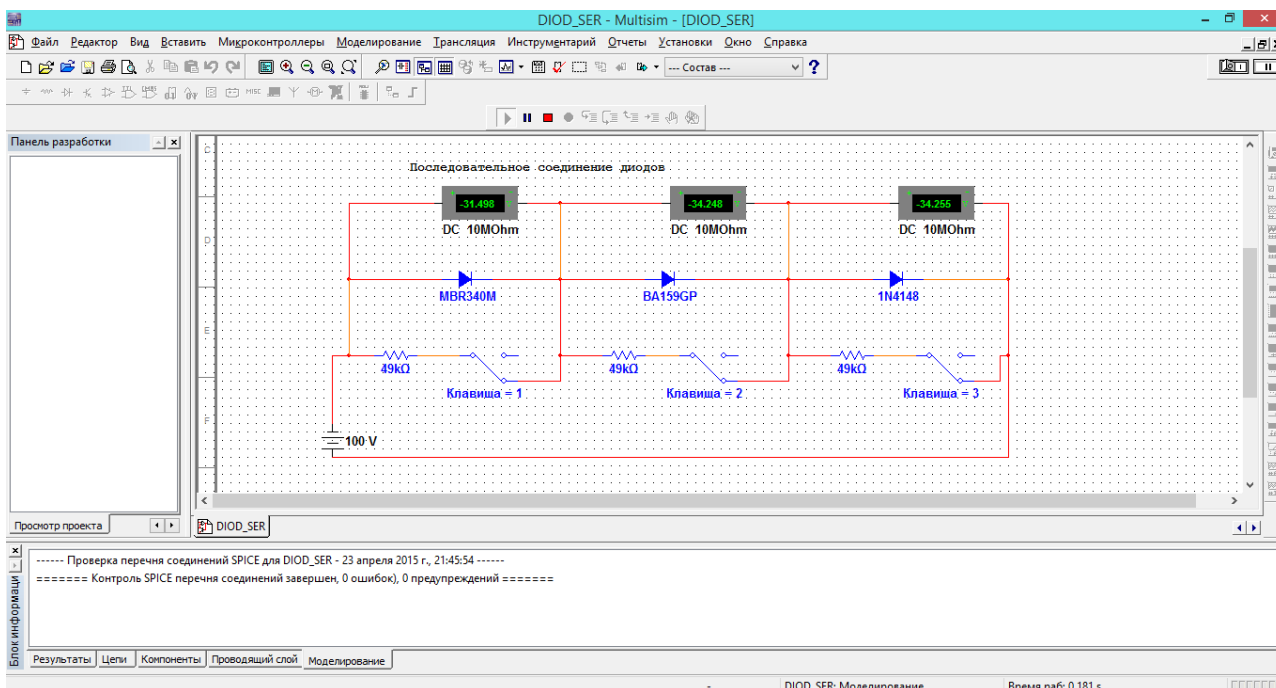 DIOD_SER - Multisim - [DIOD_SER]
Файл Редактор Вид Вставить Микроконтроллеры Моделирование Трансляция Инструментарий Отчеты Установки Окно Справка
--- Состав ---
MISC
Панель разработки
C
Последовательное соединение диодов
-31.498 -34.248 -34.255
DC 10MOhm DC 10MOhm DC 10MOhm
D
MBR340M BA159GP 1N4148
E
49kΩ 49kΩ 49kΩ
Клавиша = 1 Клавиша = 2 Клавиша = 3
F
100 V
Просмотр проекта
DIOD_SER
------ Проверка перечня соединений SPICE для DIOD_SER - 23 апреля 2015 г., 21:45:54 ------
======= Контроль SPICE перечня соединений завершен, 0 ошибок), 0 предупреждений =======
Блок информаци
Результаты Цепи Компоненты Проводящий слой Моделирование
- DIOD_SER: Моделирование Время раб: 0.181 s